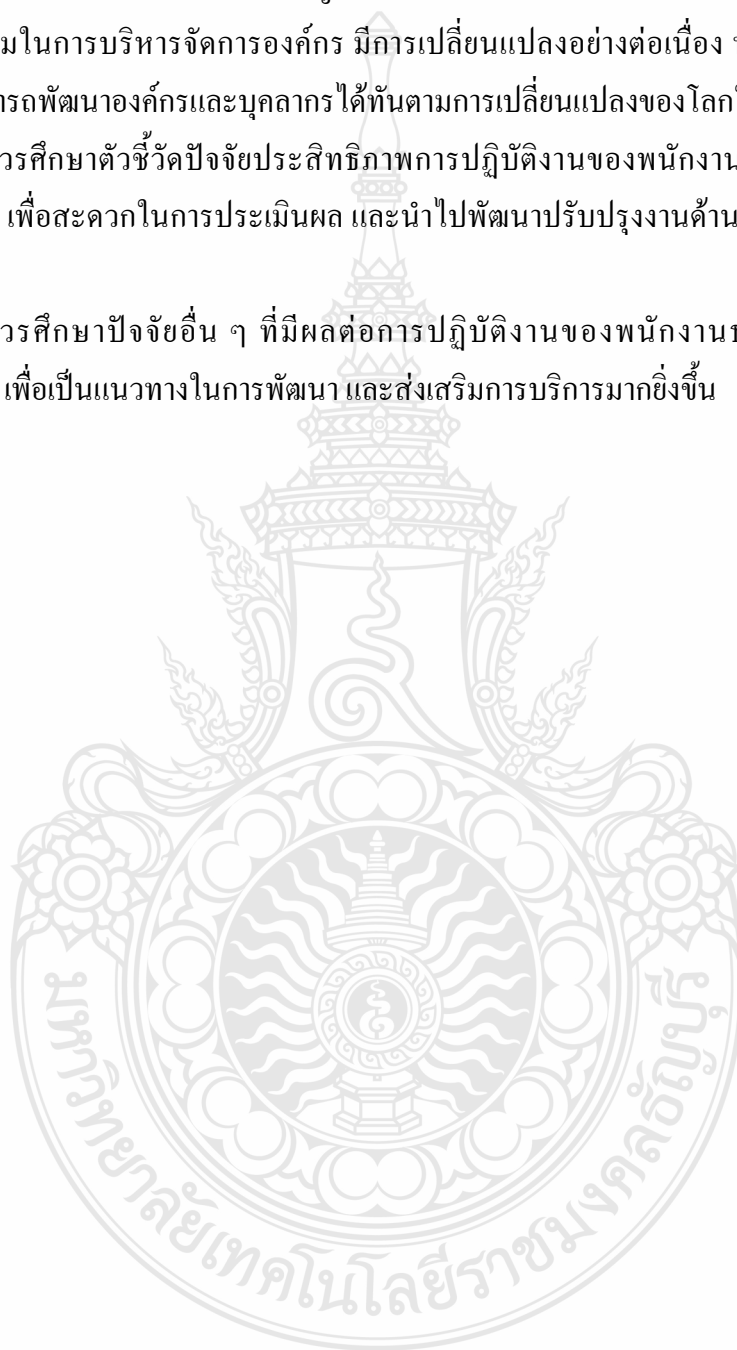 มในการบริหารจัดการองค์กร มีการเปลี่ยนแปลงอย่างต่อเนื่อง
ารถพัฒนาองค์กรและบุคลากรได้ทันตามการเปลี่ยนแปลงของโลก
วรศึกษาตัวชี้วัดปัจจัยประสิทธิภาพการปฏิบัติงานของพนักงาน
เพื่อสะดวกในการประเมินผล และนำไปพัฒนาปรับปรุงงานด้าน
วรศึกษาปัจจัยอื่น ๆ ที่มีผลต่อการปฏิบัติงานของพนักงาน
เพื่อเป็นแนวทางในการพัฒนา และส่งเสริมการบริการมากยิ่งขึ้น
มหาวิทยาลัยเทคโนโลยีราชมงคลธัญบุรี